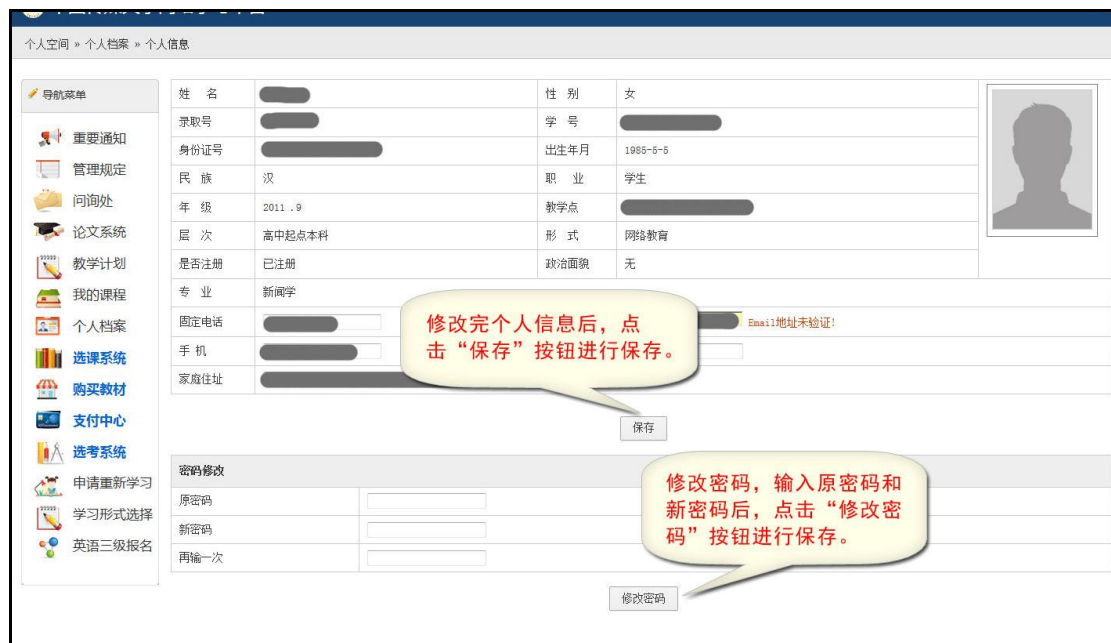 个人空间 » 个人档案 » 个人信息
导航菜单
重要通知
管理规定
问询处
论文系统
教学计划
我的课程
个人档案
选课系统
购买教材
支付中心
选考系统
申请重新学习
学习形式选择
英语三级报名
姓 名 性 别 女
录取号 学 号
身份证号 出生年月 1985-5-5
民 族 汉 职 业 学生
年 级 2011 .9 教学点
层 次 高中起点本科 形 式 网络教育
是否注册 已注册 政治面貌 无
专 业 新闻学
固定电话 Email地址未验证!
手 机
家庭住址
修改完个人信息后，点
击“保存”按钮进行保存。
保存
密码修改
原密码
新密码
再输一次
修改密码，输入原密码和
新密码后，点击“修改密
码”按钮进行保存。
修改密码